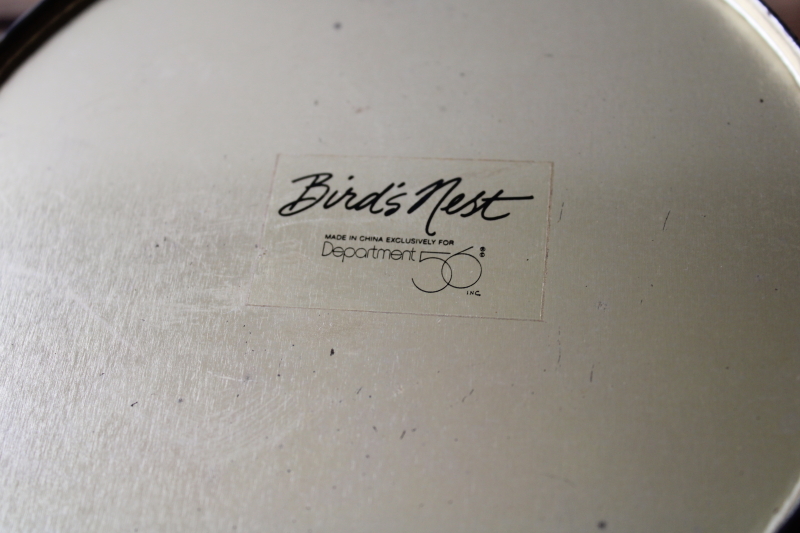 Bird's Nest
MADE IN CHINA EXCLUSIVELY FOR
Department 56 ®
INC